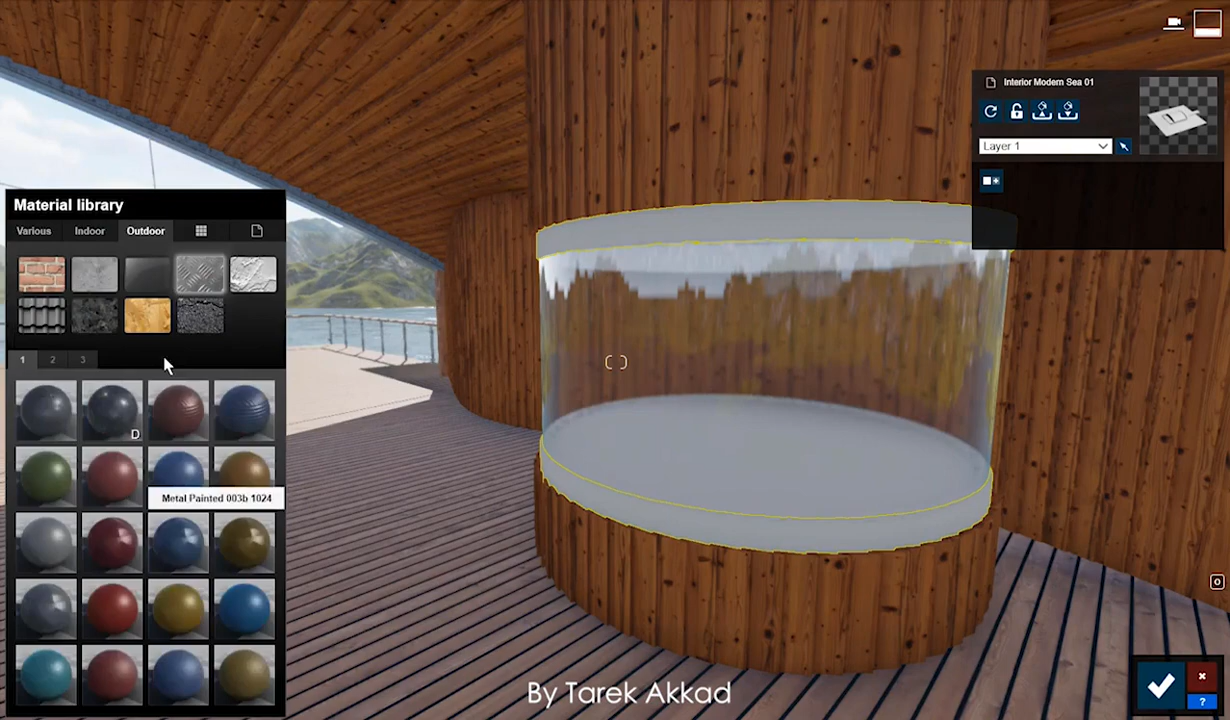 Interior Modern Sea 01
Layer 1
Material library
Various Indoor Outdoor
1 2 3
D
Metal Painted 003b 1024
By Tarek Akkad
?